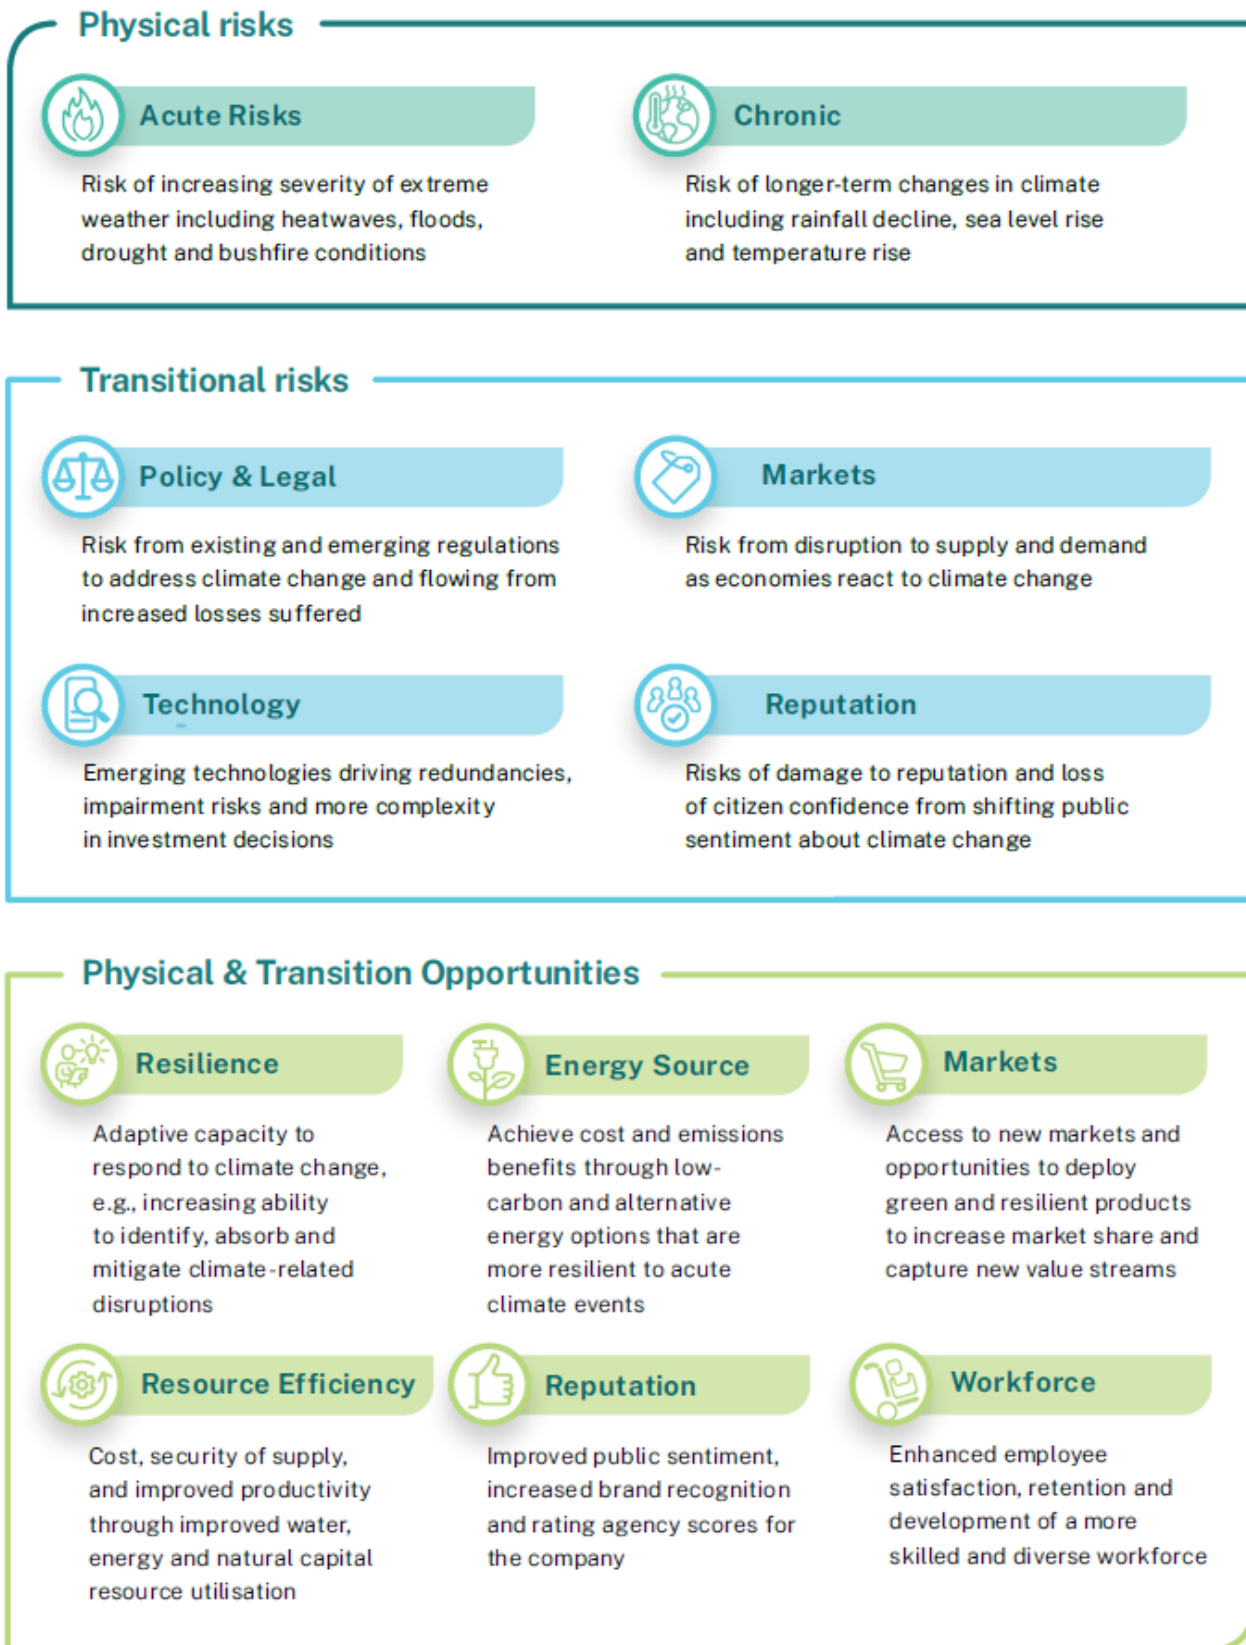 Physical risks
Acute Risks
Risk of increasing severity of extreme
weather including heatwaves, floods,
drought and bushfire conditions
Chronic
Risk of longer-term changes in climate
including rainfall decline, sea level rise
and temperature rise
Transitional risks
Policy & Legal
Risk from existing and emerging regulations
to address climate change and flowing from
increased losses suffered
Markets
Risk from disruption to supply and demand
as economies react to climate change
Technology
Emerging technologies driving redundancies,
impairment risks and more complexity
in investment decisions
Reputation
Risks of damage to reputation and loss
of citizen confidence from shifting public
sentiment about climate change
Physical & Transition Opportunities
Resilience
Adaptive capacity to
respond to climate change,
e.g., increasing ability
to identify, absorb and
mitigate climate-related
disruptions
Energy Source
Achieve cost and emissions
benefits through low-
carbon and alternative
energy options that are
more resilient to acute
climate events
Markets
Access to new markets and
opportunities to deploy
green and resilient products
to increase market share and
capture new value streams
Resource Efficiency
Cost, security of supply,
and improved productivity
through improved water,
energy and natural capital
resource utilisation
Reputation
Improved public sentiment,
increased brand recognition
and rating agency scores for
the company
Workforce
Enhanced employee
satisfaction, retention and
development of a more
skilled and diverse workforce